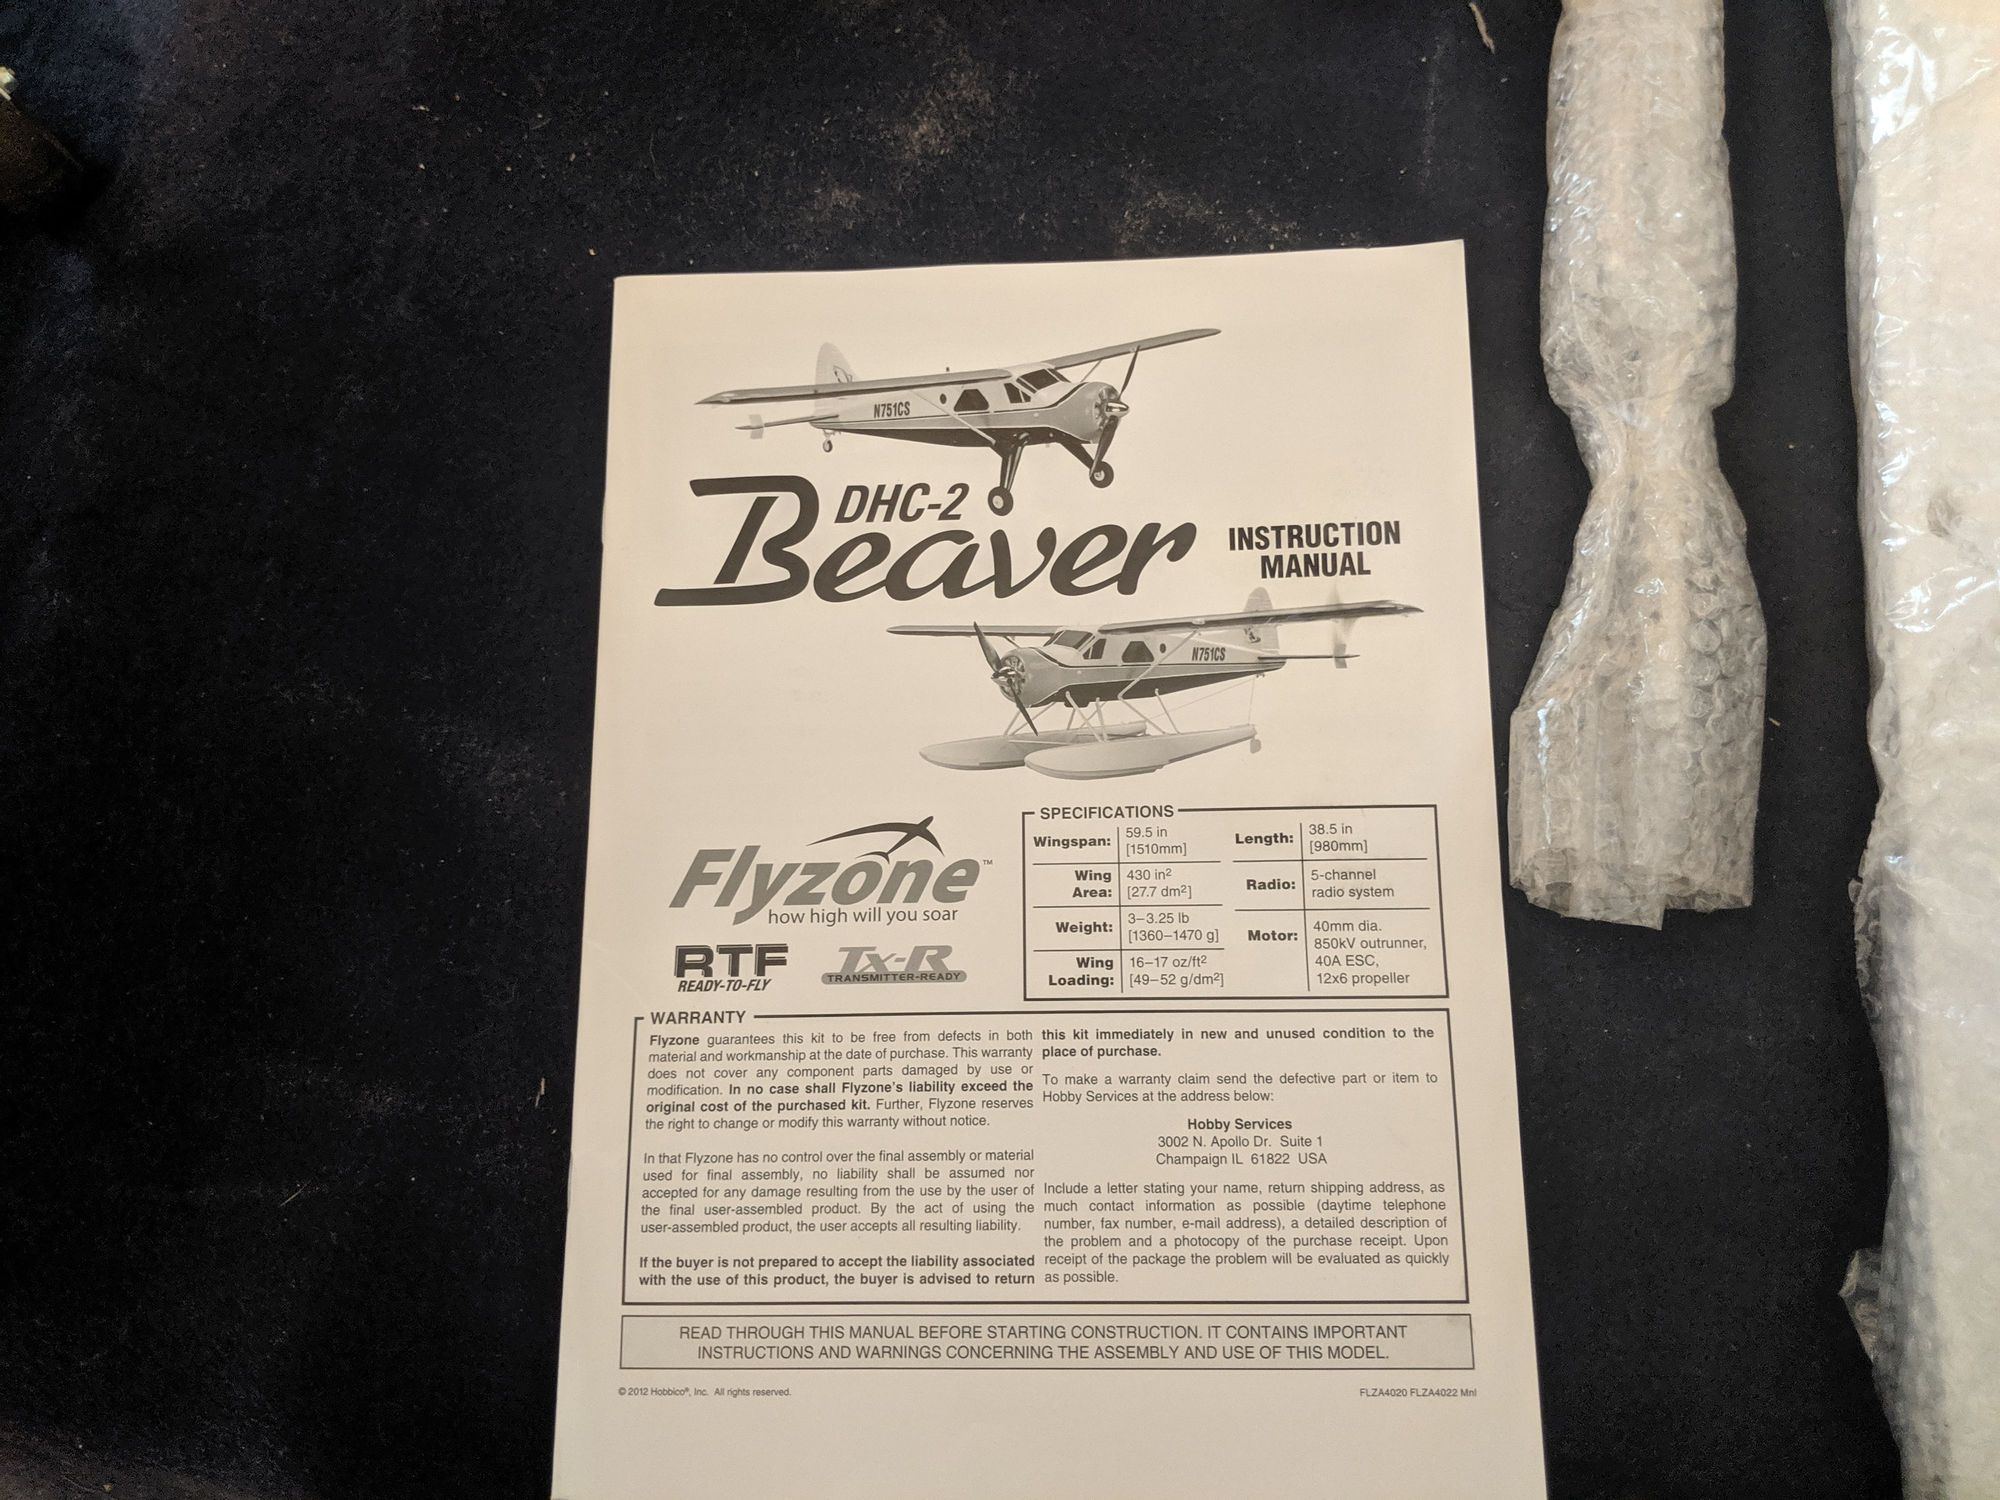 N751CS
DHC-2
Beaver
INSTRUCTION
MANUAL
N751CS
Flyzone™
how high will you soar
RTF
READY-TO-FLY
Tx-R
TRANSMITTER-READY
SPECIFICATIONS
Wingspan: 59.5 in
[1510mm]
Wing Area: 430 in²
[27.7 dm²]
Weight: 3–3.25 lb
[1360–1470 g]
Wing Loading: 16–17 oz/ft²
[49–52 g/dm²]
Length: 38.5 in
[980mm]
Radio: 5-channel
radio system
Motor: 40mm dia.
850kV outrunner,
40A ESC,
12x6 propeller
WARRANTY
Flyzone guarantees this kit to be free from defects in both
material and workmanship at the date of purchase. This warranty
does not cover any component parts damaged by use or
modification. In no case shall Flyzone's liability exceed the
original cost of the purchased kit. Further, Flyzone reserves
the right to change or modify this warranty without notice.
In that Flyzone has no control over the final assembly or material
used for final assembly, no liability shall be assumed nor
accepted for any damage resulting from the use by the user of
the final user-assembled product. By the act of using the
user-assembled product, the user accepts all resulting liability.
If the buyer is not prepared to accept the liability associated
with the use of this product, the buyer is advised to return
this kit immediately in new and unused condition to the
place of purchase.
To make a warranty claim send the defective part or item to
Hobby Services at the address below:
Hobby Services
3002 N. Apollo Dr. Suite 1
Champaign IL 61822 USA
Include a letter stating your name, return shipping address, as
much contact information as possible (daytime telephone
number, fax number, e-mail address), a detailed description of
the problem and a photocopy of the purchase receipt. Upon
receipt of the package the problem will be evaluated as quickly
as possible.
READ THROUGH THIS MANUAL BEFORE STARTING CONSTRUCTION. IT CONTAINS IMPORTANT
INSTRUCTIONS AND WARNINGS CONCERNING THE ASSEMBLY AND USE OF THIS MODEL.
© 2012 Hobbico®, Inc. All rights reserved.
FLZA4020 FLZA4022 Mnl